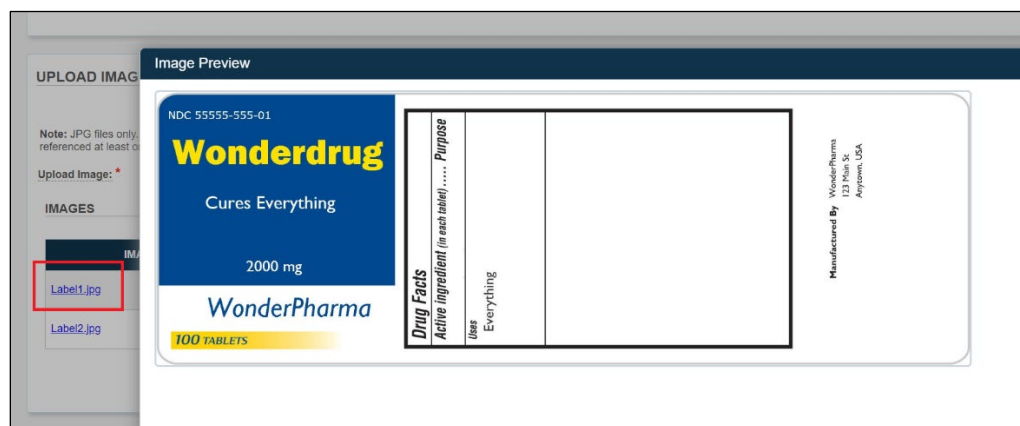 Image Preview
UPLOAD IMAG
Note: JPG files only.
referenced at least
Upload Image: *
IMAGES
Label1.jpg
Label2.jpg
NDC 55555-555-01
Wonderdrug
Cures Everything
2000 mg
WonderPharma
100 TABLETS
Drug Facts
Active ingredient (in each tablet) ..... Purpose
Uses
Everything
Manufactured By WonderPharma
123 Main St
Anytown, USA